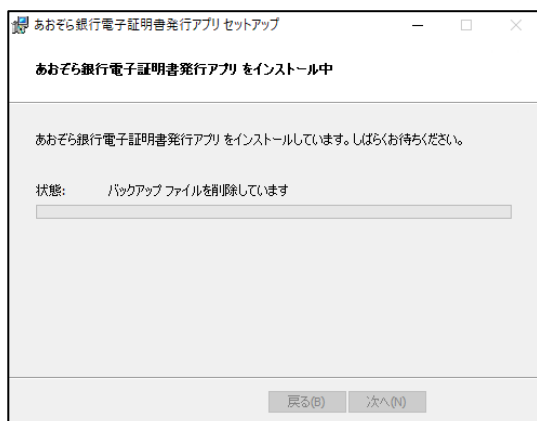 あおぞら銀行電子証明書発行アプリ セットアップ
あおぞら銀行電子証明書発行アプリ をインストール中
あおぞら銀行電子証明書発行アプリ をインストールしています。しばらくお待ちください。
状態: バックアップ ファイルを削除しています
戻る(B) 次へ(N)